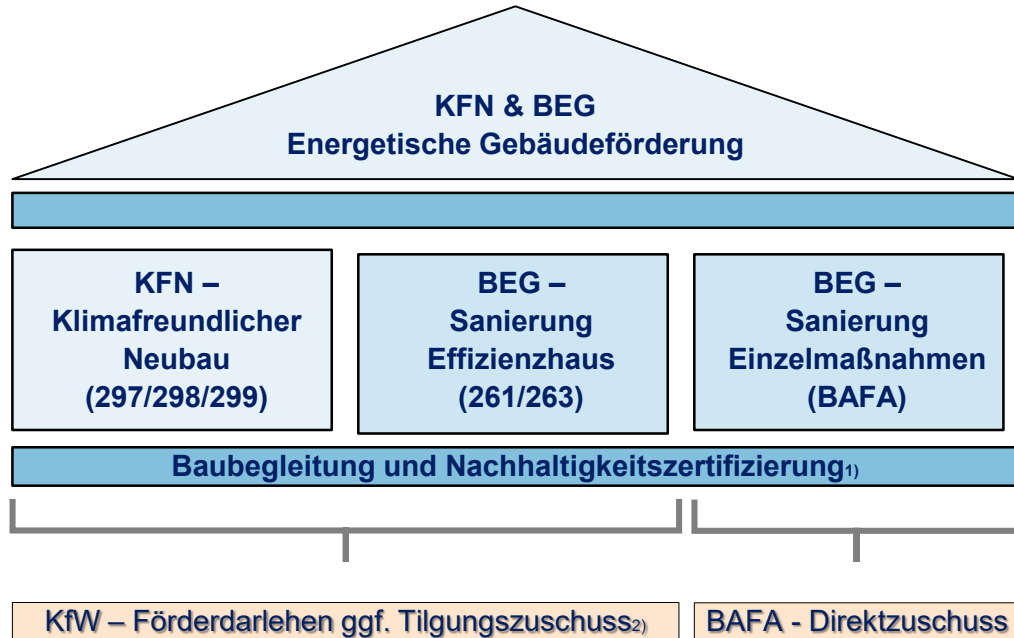 KFN & BEG
Energetische Gebäudeförderung
KFN –
Klimafreundlicher
Neubau
(297/298/299)
BEG –
Sanierung
Effizienzhaus
(261/263)
BEG –
Sanierung
Einzelmaßnahmen
(BAFA)
Baubegleitung und Nachhaltigkeitszertifizierung1)
KfW – Förderdarlehen ggf. Tilgungszuschuss2)
BAFA - Direktzuschuss